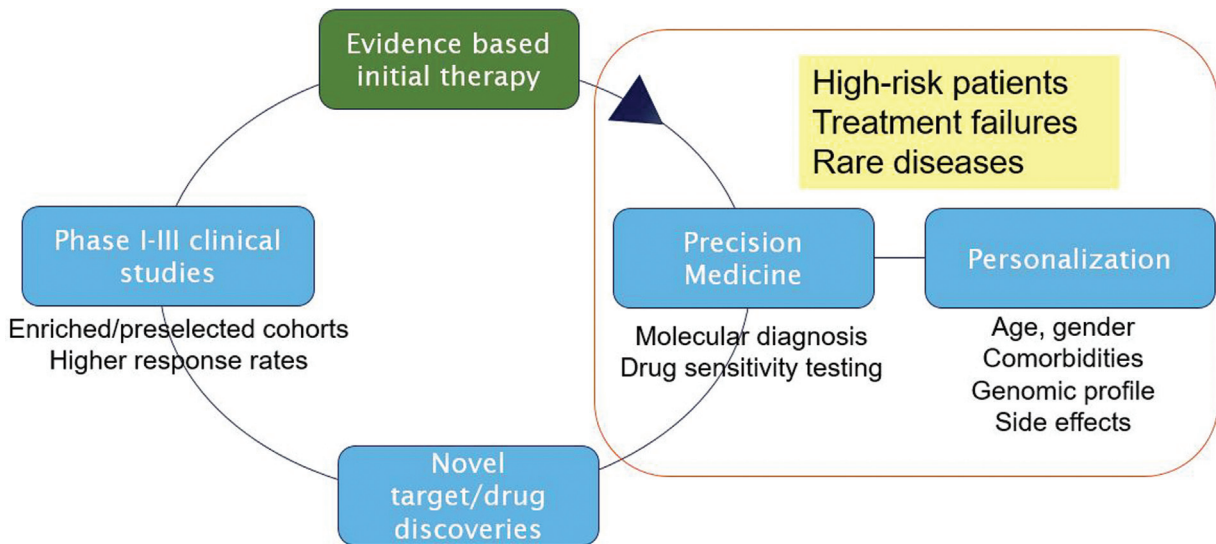 Evidence based
initial therapy
High-risk patients
Treatment failures
Rare diseases
Phase I-III clinical
studies
Enriched/preselected cohorts
Higher response rates
Precision
Medicine
Molecular diagnosis
Drug sensitivity testing
Personalization
Age, gender
Comorbidities
Genomic profile
Side effects
Novel
target/drug
discoveries